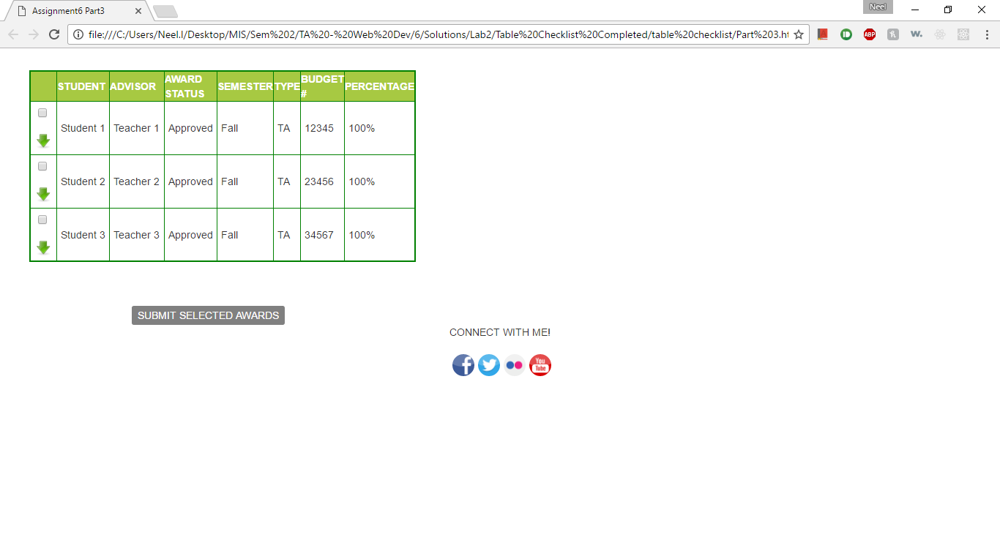 Assignment6 Part3
Neel
file:///C:/Users/Neel.I/Desktop/MIS/Sem%202/TA%20-%20Web%20Dev/6/Solutions/Lab2/Table%20Checklist%20Completed/table%20checklist/Part%203.ht
ABP
w.
STUDENT ADVISOR AWARD STATUS SEMESTER TYPE BUDGET # PERCENTAGE
Student 1 Teacher 1 Approved Fall TA 12345 100%
Student 2 Teacher 2 Approved Fall TA 23456 100%
Student 3 Teacher 3 Approved Fall TA 34567 100%
SUBMIT SELECTED AWARDS
CONNECT WITH ME!
You Tube